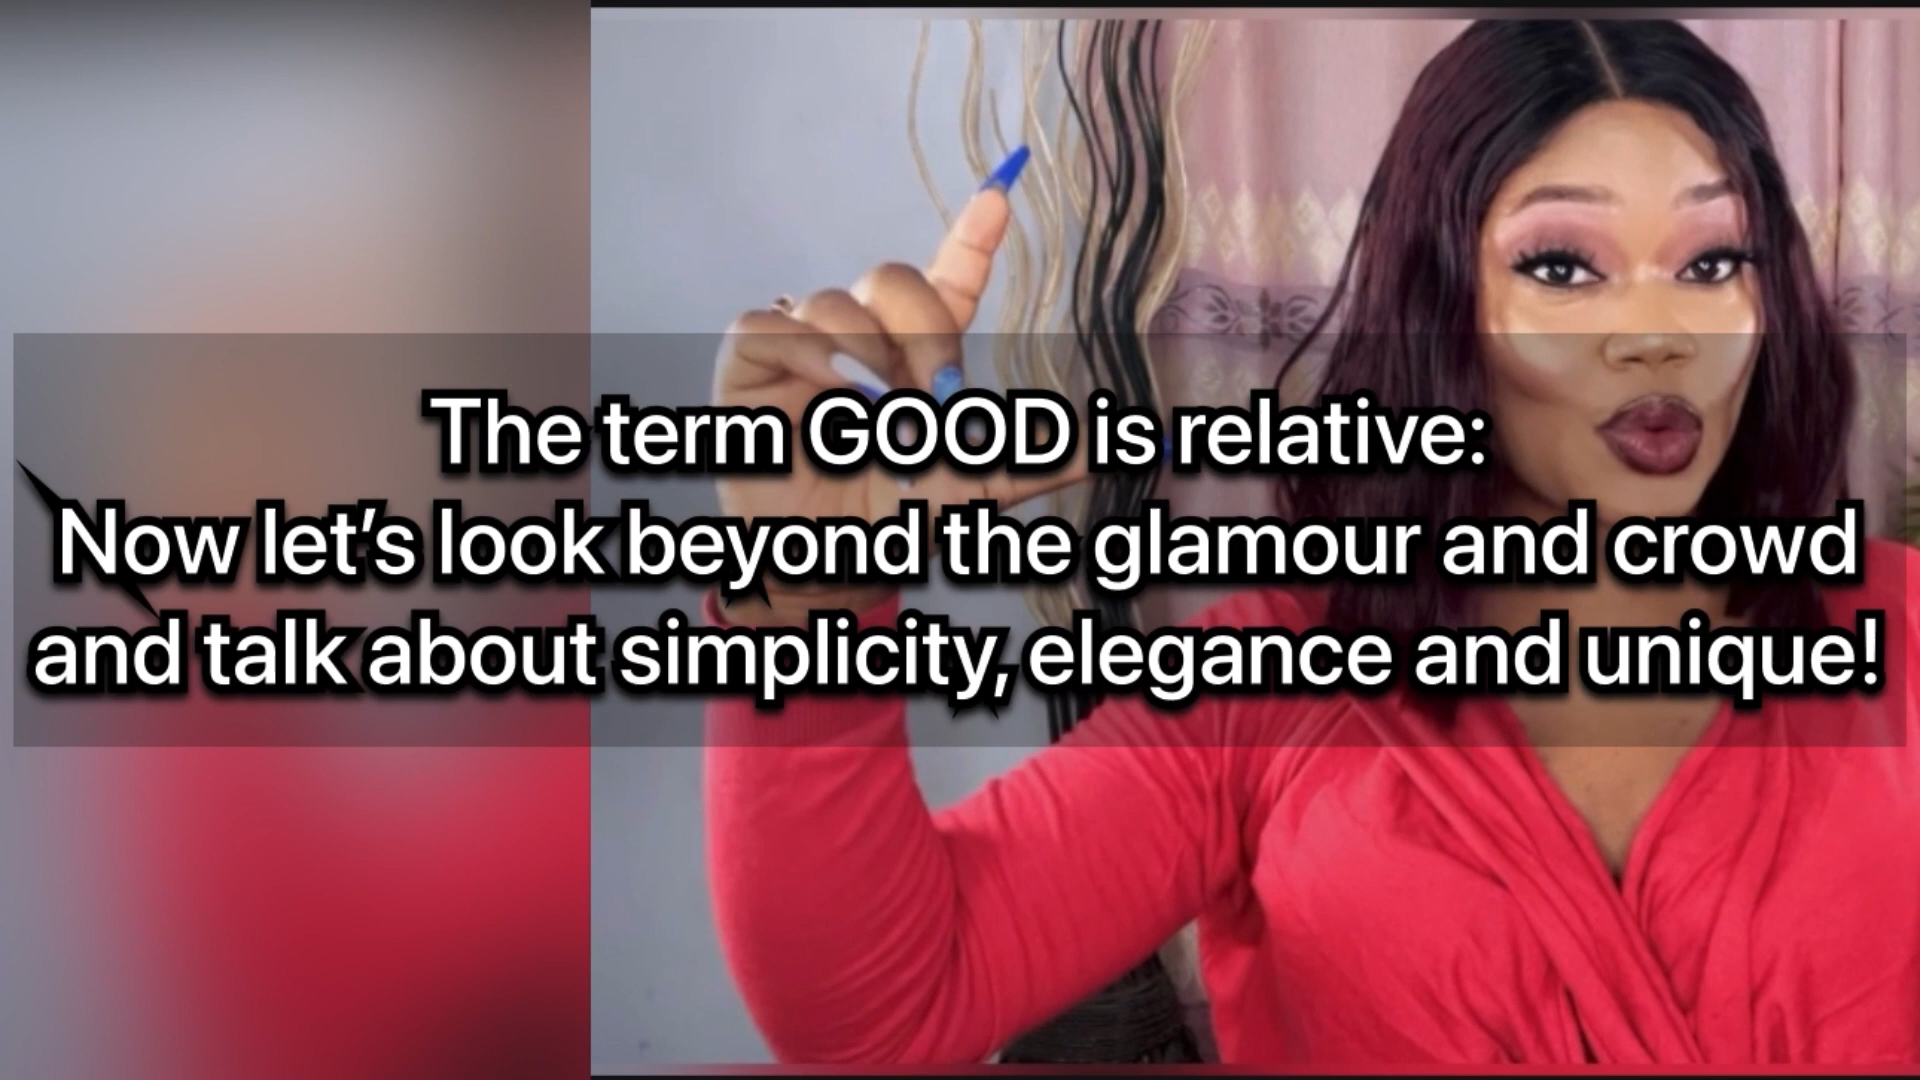 The term GOOD is relative:
Now let’s look beyond the glamour and crowd
and talk about simplicity, elegance and unique!